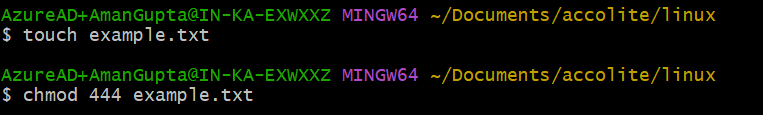 AzureAD+AmanGupta@IN-KA-EXWXXZ MINGW64 ~/Documents/accolite/linux
$ touch example.txt
AzureAD+AmanGupta@IN-KA-EXWXXZ MINGW64 ~/Documents/accolite/linux
$ chmod 444 example.txt